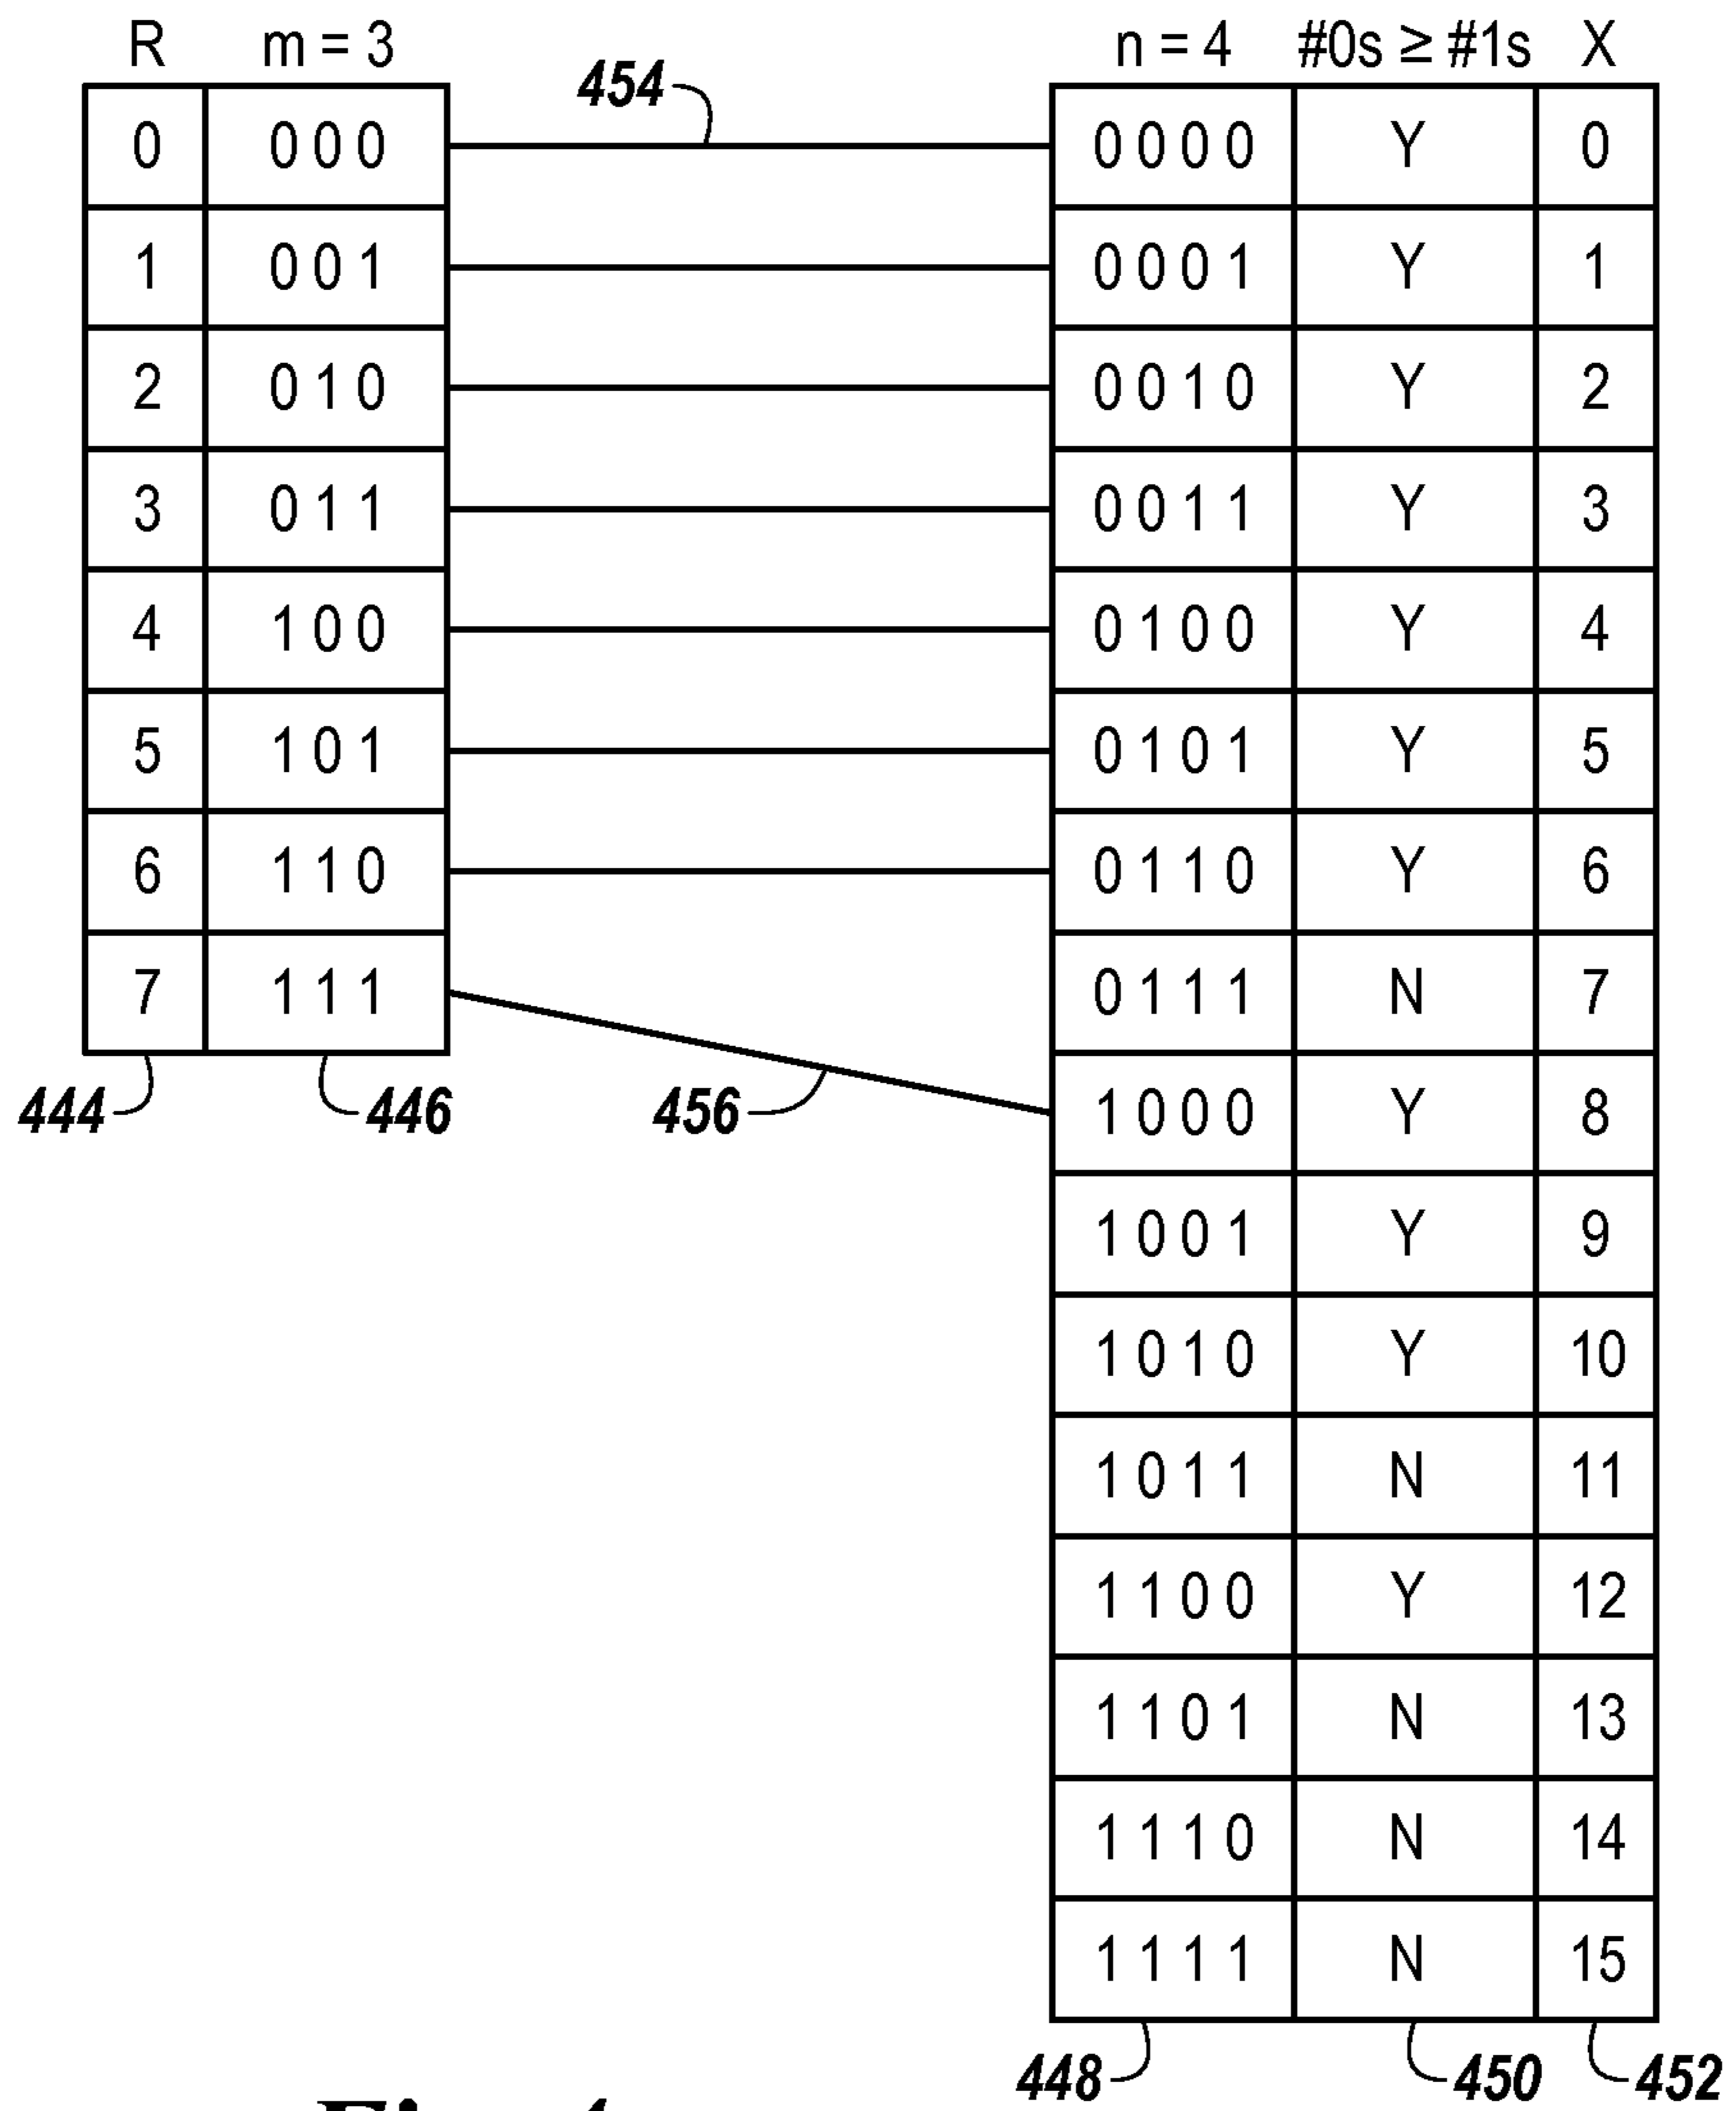 R m = 3 n = 4 #0s ≥ #1s X
454
0 0 0 0 0 0 0 0 Y 0
1 0 0 1 0 0 0 1 Y 1
2 0 1 0 0 0 1 0 Y 2
3 0 1 1 0 0 1 1 Y 3
4 1 0 0 0 1 0 0 Y 4
5 1 0 1 0 1 0 1 Y 5
6 1 1 0 0 1 1 0 Y 6
7 1 1 1 0 1 1 1 N 7
444 446 456 1 0 0 0 Y 8
1 0 0 1 Y 9
1 0 1 0 Y 10
1 0 1 1 N 11
1 1 0 0 Y 12
1 1 0 1 N 13
1 1 1 0 N 14
1 1 1 1 N 15
448 450 452